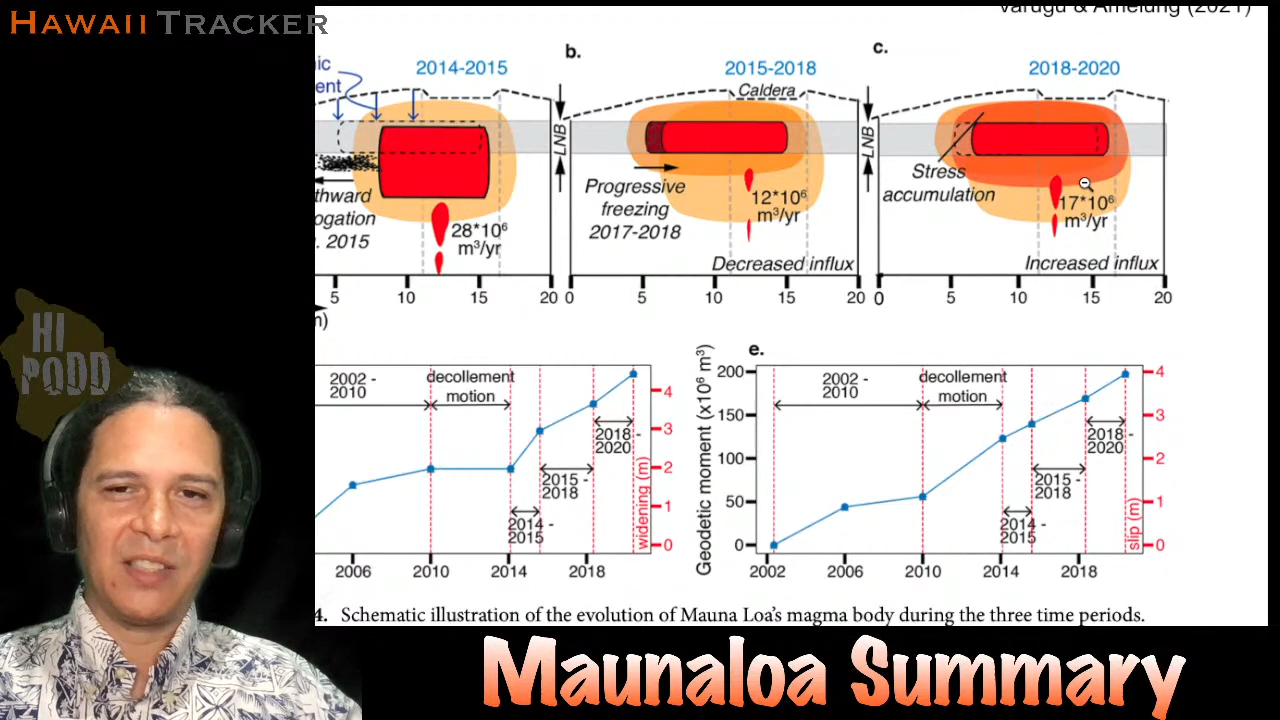 HAWAII TRACKER
Varugu & Amelung (2021)
b.
c.
2014-2015
2015-2018
2018-2020
Caldera
LNB
LNB
Progressive
freezing
2017-2018
Stress
accumulation
28*10⁶
m³/yr
12*10⁶
m³/yr
17*10⁶
m³/yr
. 2015
Decreased influx
Increased influx
5 10 15 20
0 5 10 15 20
0 5 10 15 20
HI
PODD
e.
2002 -
2010
decollement
motion
2014 -
2015
2015 -
2018
2018 -
2020
widening (m)
4
3
2
1
0
2006 2010 2014 2018
Geodetic moment (x10⁶ m³)
200
150
100
50
0
2002 -
2010
decollement
motion
2014 -
2015
2015 -
2018
2018 -
2020
slip (m)
4
3
2
1
0
2002 2006 2010 2014 2018
4. Schematic illustration of the evolution of Mauna Loa's magma body during the three time periods.
Maunaloa Summary